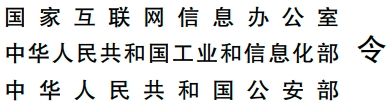 国家互联网信息办公室
中华人民共和国工业和信息化部 令
中华人民共和国公安部